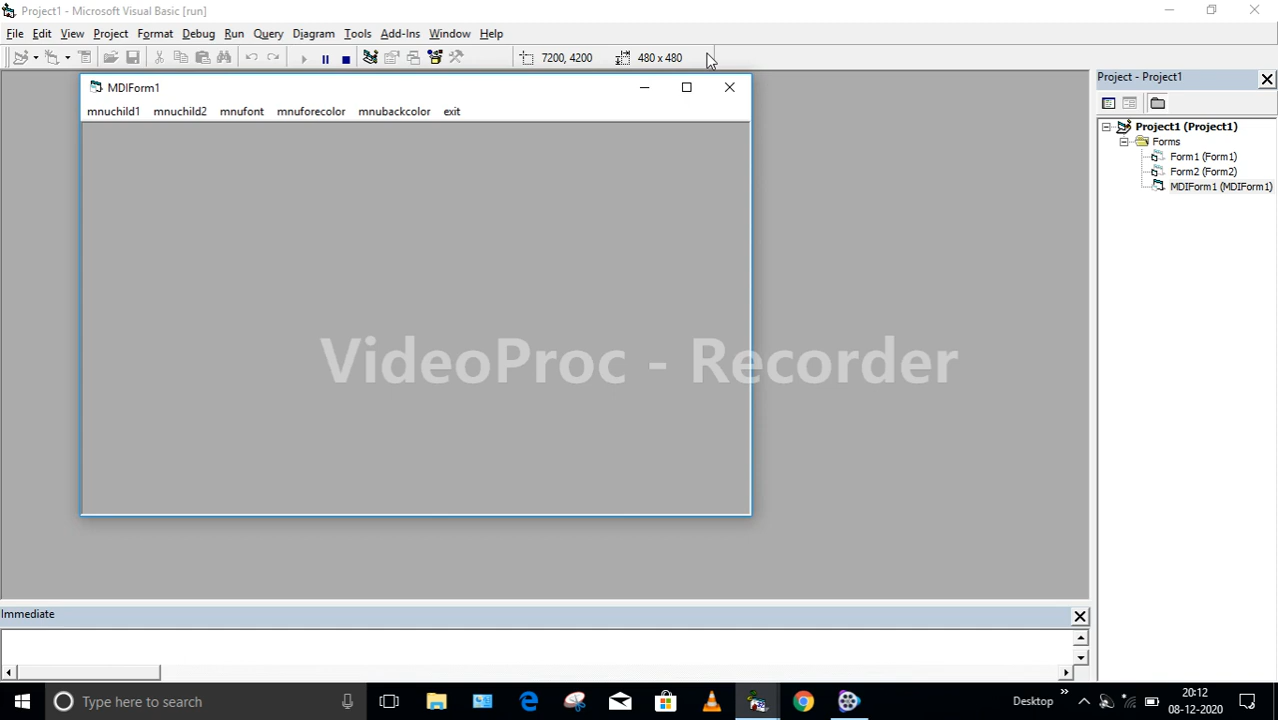 Project1 - Microsoft Visual Basic [run]
File Edit View Project Format Debug Run Query Diagram Tools Add-Ins Window Help
7200, 4200 480 x 480
Project - Project1
MDIForm1
mnuchild1 mnuchild2 mnufont mnuforecolor mnubackcolor exit
Project1 (Project1)
Forms
Form1 (Form1)
Form2 (Form2)
MDIForm1 (MDIForm1)
VideoProc - Recorder
Immediate
Type here to search
Desktop
20:12
08-12-2020